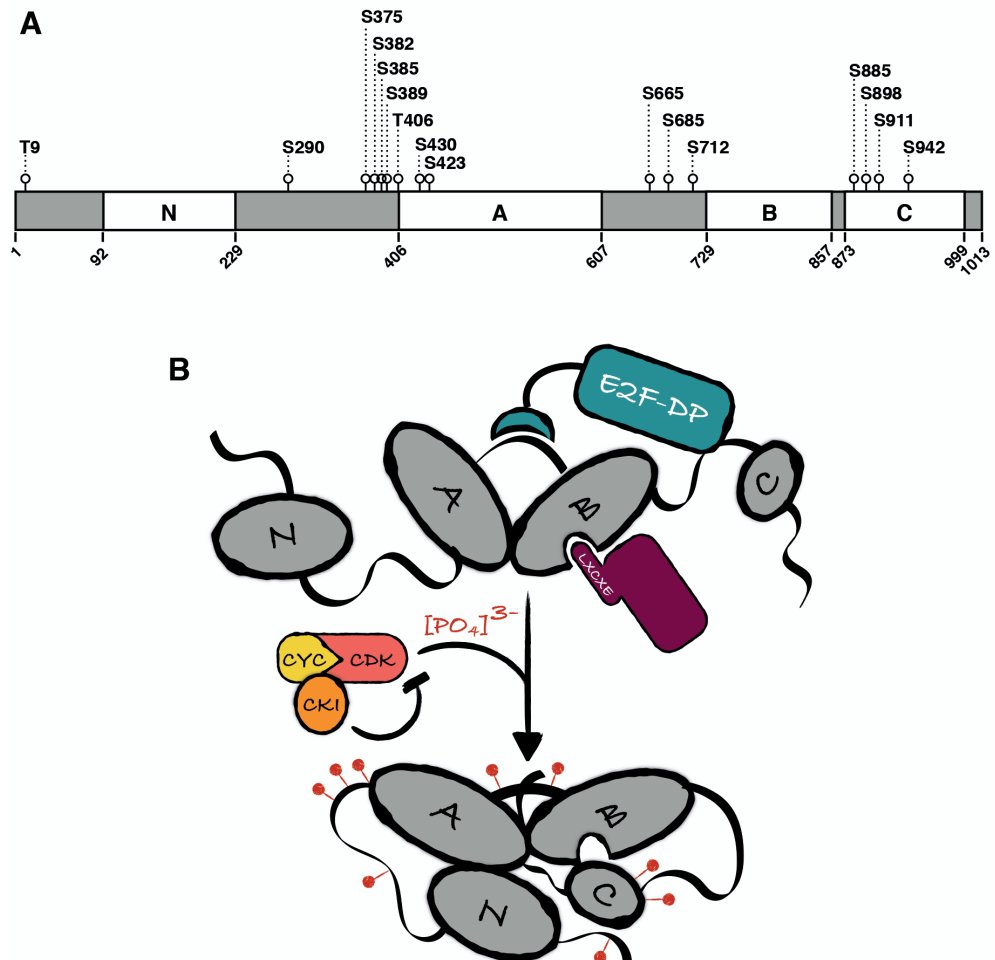 A
S375
S382
S385
S389
T406
S430
S423
T9
S290
S665
S685
S712
S885
S898
S911
S942
N
A
B
C
1
92
229
406
607
729
857
873
999
1013
B
E2F-DP
A
B
C
N
LXCXE
[PO4]3-
CYC
CDK
CKI
A
B
C
N